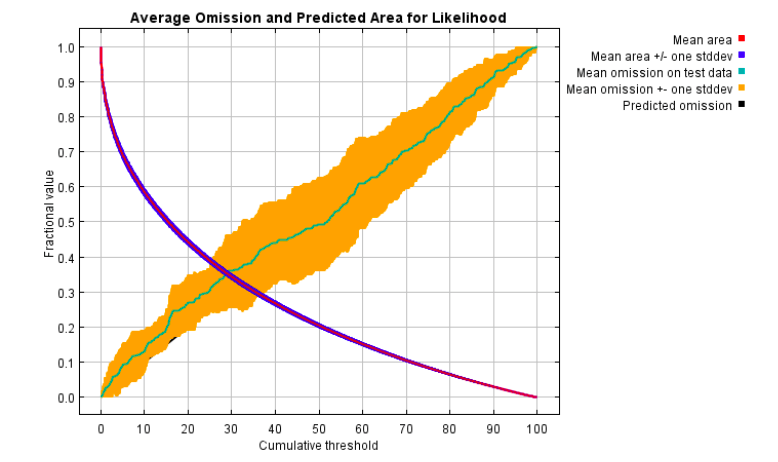 Average Omission and Predicted Area for Likelihood
Mean area
Mean area +/- one stddev
Mean omission on test data
Mean omission +- one stddev
Predicted omission
Fractional value
1.0
0.9
0.8
0.7
0.6
0.5
0.4
0.3
0.2
0.1
0.0
0 10 20 30 40 50 60 70 80 90 100
Cumulative threshold